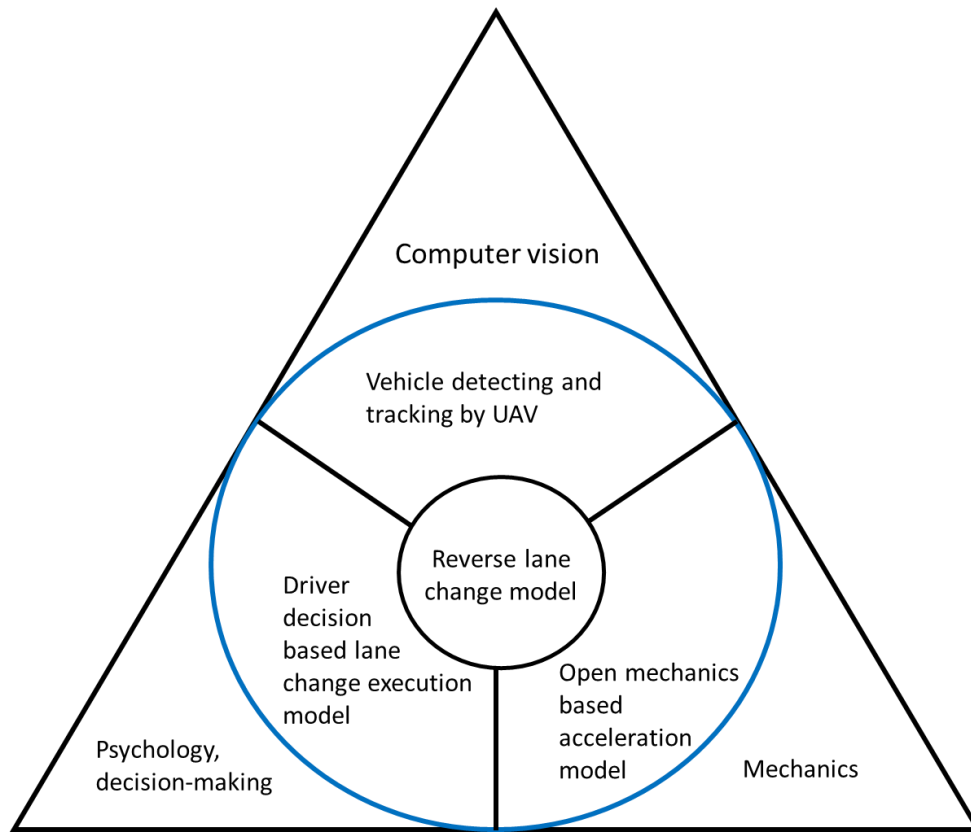 Computer vision
Vehicle detecting and
tracking by UAV
Reverse lane
change model
Driver
decision
based lane
change execution
model
Open mechanics
based
acceleration
model
Psychology,
decision-making
Mechanics